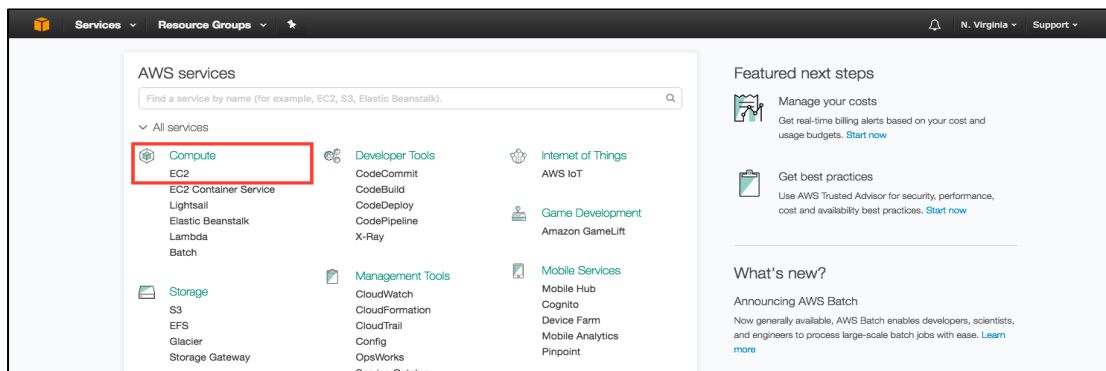 Services Resource Groups N. Virginia Support
AWS services
Find a service by name (for example, EC2, S3, Elastic Beanstalk).
All services
Compute
EC2
EC2 Container Service
Lightsail
Elastic Beanstalk
Lambda
Batch
Storage
S3
EFS
Glacier
Storage Gateway
Developer Tools
CodeCommit
CodeBuild
CodeDeploy
CodePipeline
X-Ray
Management Tools
CloudWatch
CloudFormation
CloudTrail
Config
OpsWorks
Internet of Things
AWS IoT
Game Development
Amazon GameLift
Mobile Services
Mobile Hub
Cognito
Device Farm
Mobile Analytics
Pinpoint
Featured next steps
Manage your costs
Get real-time billing alerts based on your cost and
usage budgets. Start now
Get best practices
Use AWS Trusted Advisor for security, performance,
cost and availability best practices. Start now
What's new?
Announcing AWS Batch
Now generally available, AWS Batch enables developers, scientists,
and engineers to process large-scale batch jobs with ease. Learn
more